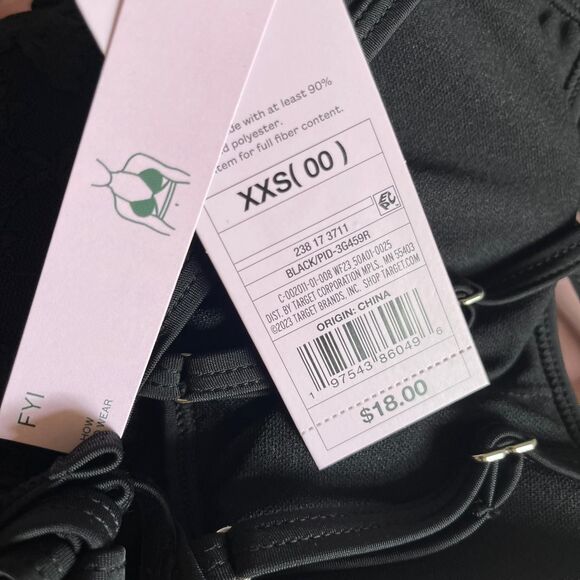 de with at least 90%
d polyester.
tem for full fiber content.
XXS( 00 )
238 17 3711
BLACK/PID-3G459R
C-00201-01-008 WF23 50A01-0025
DIST. BY TARGET CORPORATION MPLS, MN 55403
©2023 TARGET BRANDS, INC. SHOP TARGET.COM
ORIGIN: CHINA
1 97543 86049 6
$18.00
FYI
HOW
WEAR